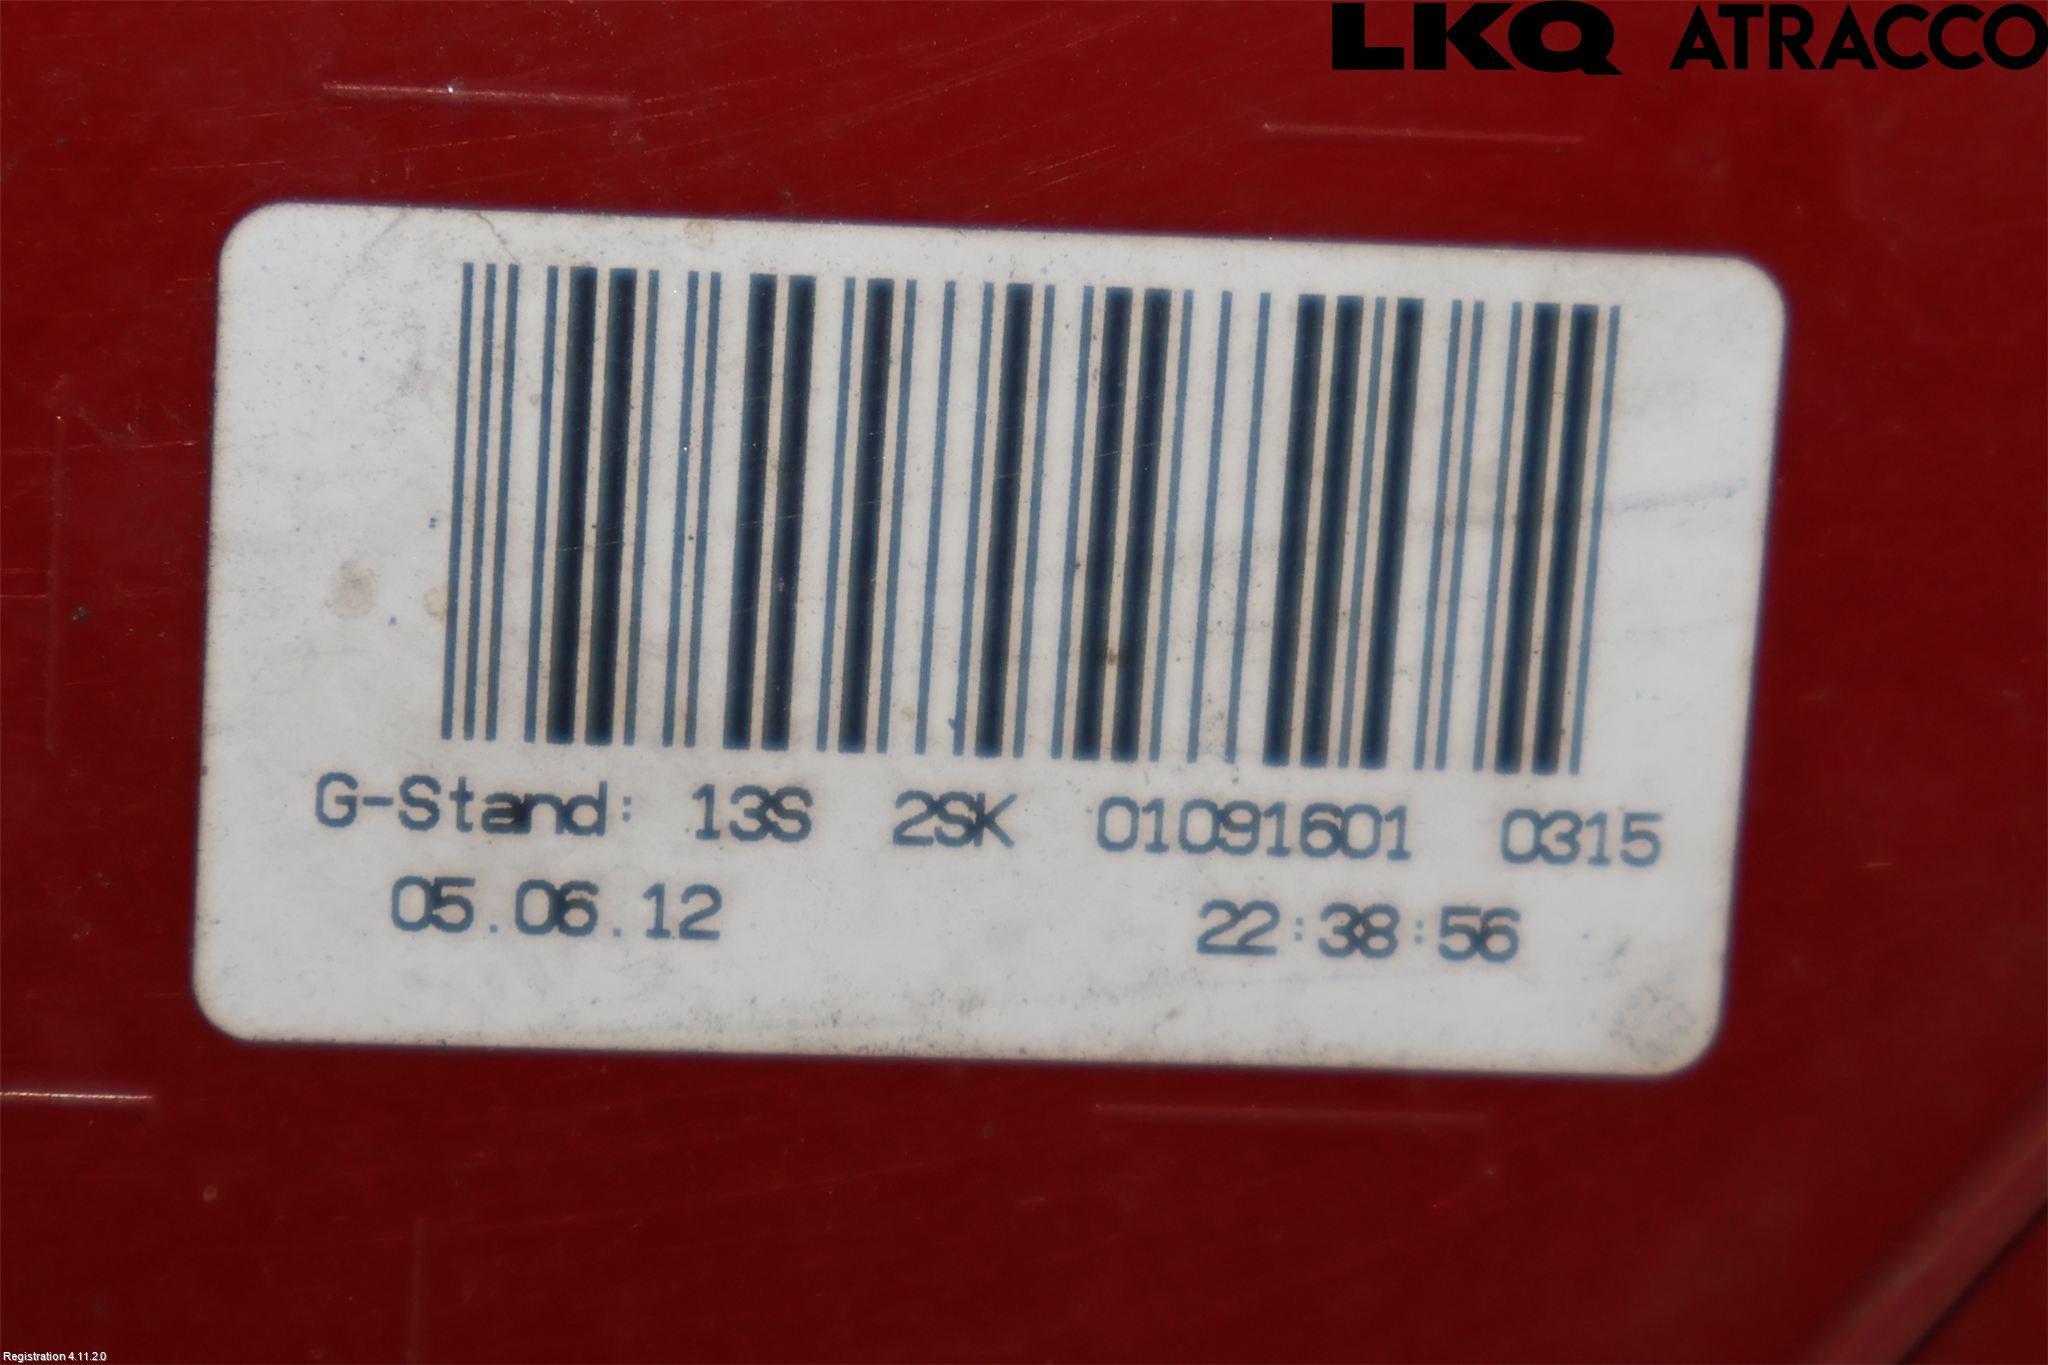 LKQ ATRACCO
G-Stand: 13S 2SK 01091601 0315
05.06.12 22:38:56
Registration 4.11.2.0